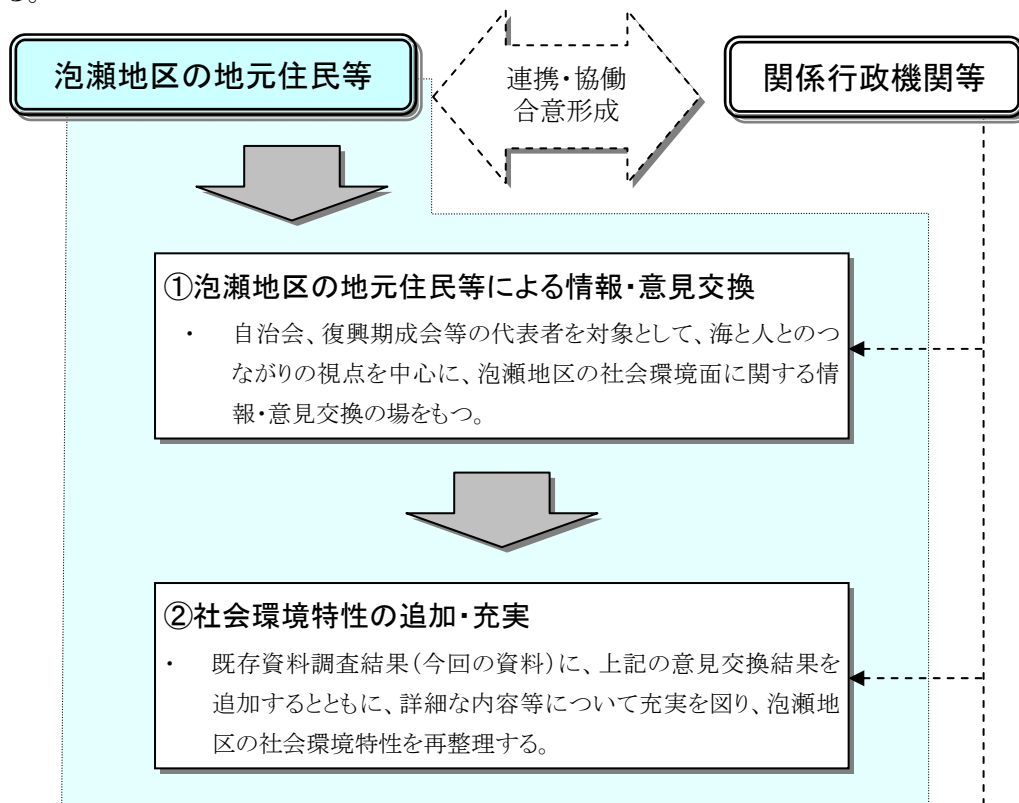 る。
泡瀬地区の地元住民等
連携・協働
合意形成
関係行政機関等
①泡瀬地区の地元住民等による情報・意見交換
・ 自治会、復興期成会等の代表者を対象として、海と人とのつ
ながりの視点を中心に、泡瀬地区の社会環境面に関する情
報・意見交換の場をもつ。
②社会環境特性の追加・充実
・ 既存資料調査結果(今回の資料)に、上記の意見交換結果を
追加するとともに、詳細な内容等について充実を図り、泡瀬地
区の社会環境特性を再整理する。